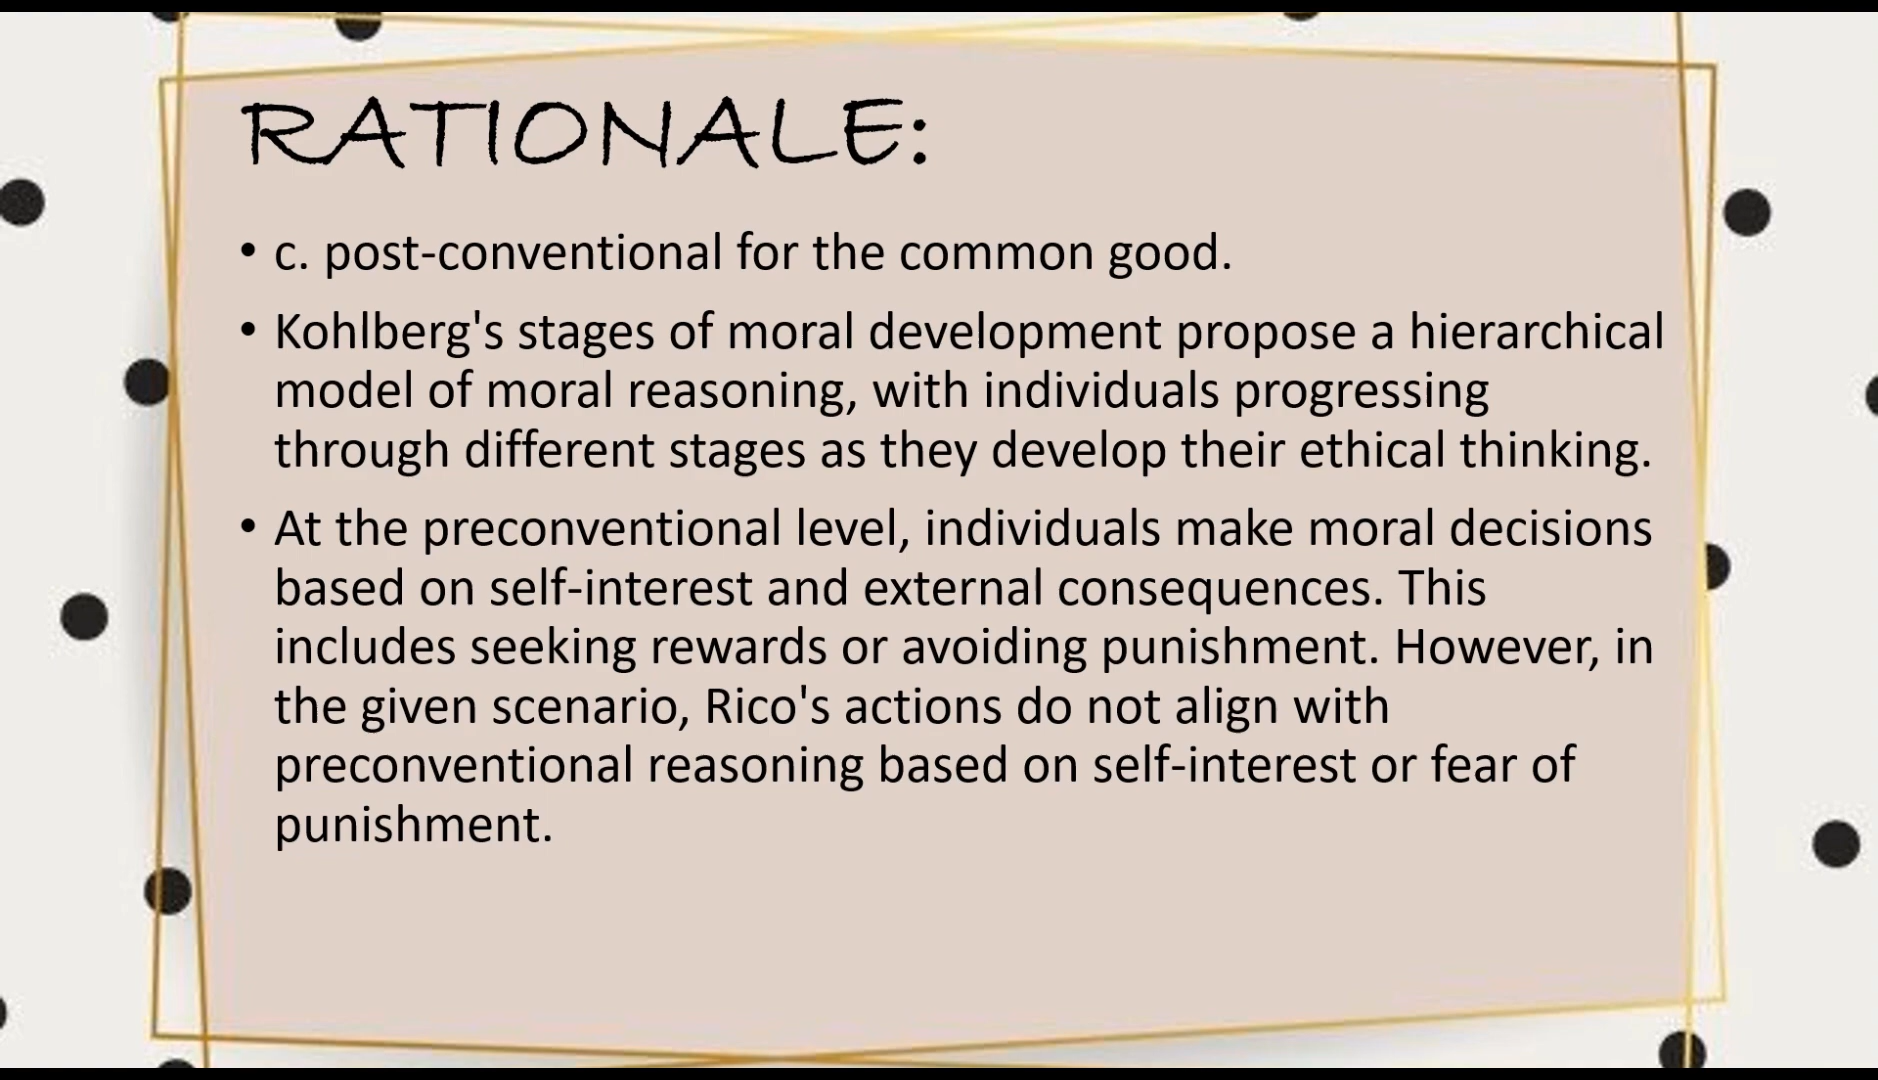 RATIONALE:
• c. post-conventional for the common good.
• Kohlberg's stages of moral development propose a hierarchical
model of moral reasoning, with individuals progressing
through different stages as they develop their ethical thinking.
• At the preconventional level, individuals make moral decisions
based on self-interest and external consequences. This
includes seeking rewards or avoiding punishment. However, in
the given scenario, Rico's actions do not align with
preconventional reasoning based on self-interest or fear of
punishment.